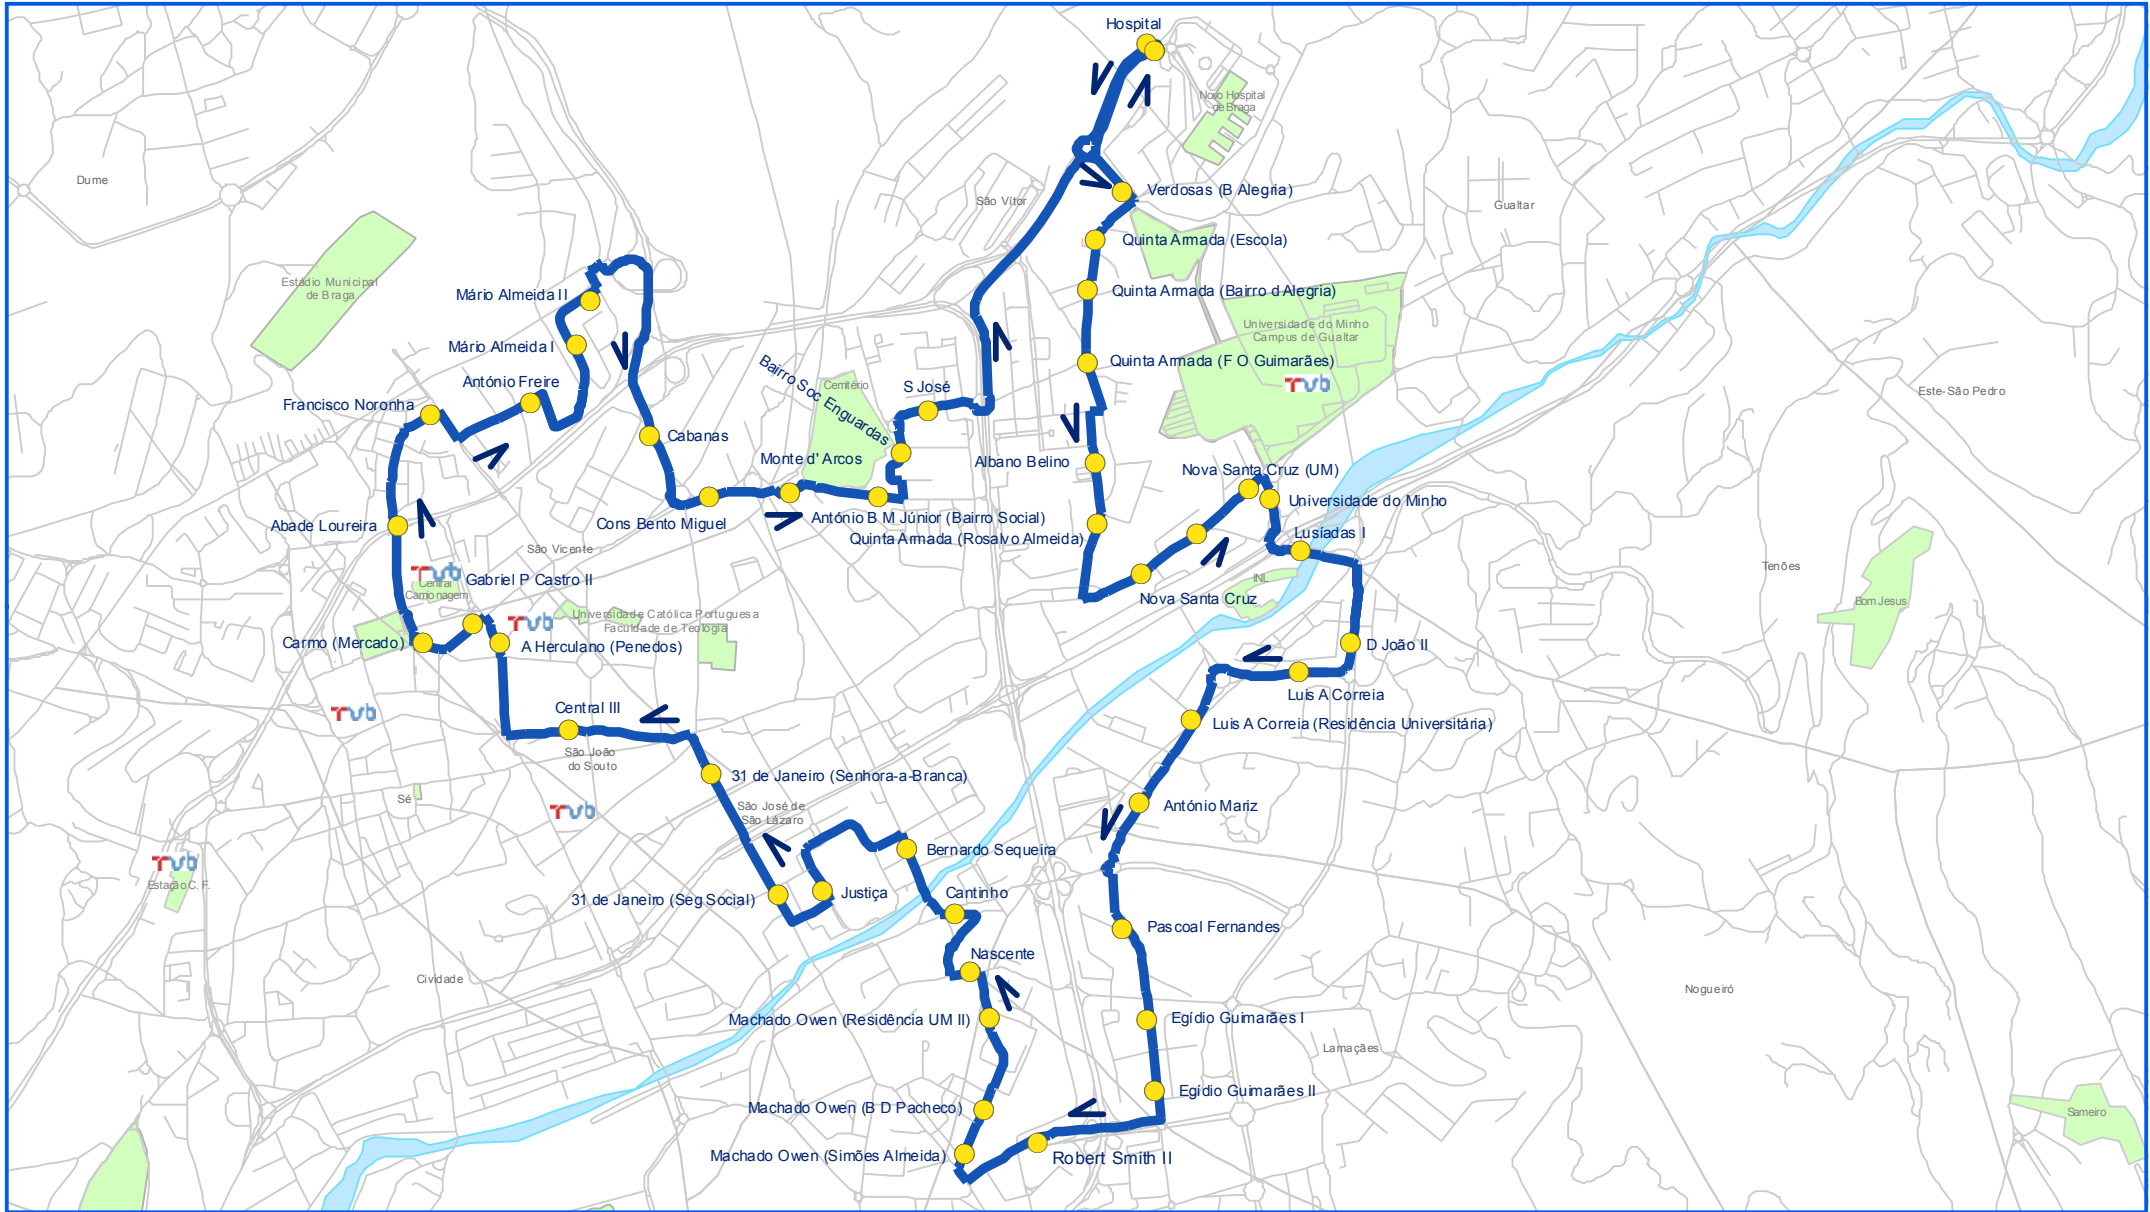 Hospital
Novo Hospital
de Braga
Dume
Verdosas (B Alegria)
São Vítor
Gualtar
Quinta Armada (Escola)
Estádio Municipal
de Braga
Mário Almeida II
Quinta Armada (Bairro d Alegria)
Universidade do Minho
Campus de Gualtar
Mário Almeida I
Quinta Armada (F O Guimarães)
TUB
António Freire
Bairro Soc Enguardas
Cemitério
S José
Este-São Pedro
Francisco Noronha
Cabanas
Monte d' Arcos
Albano Belino
Nova Santa Cruz (UM)
Universidade do Minho
Abade Loureira
Cons Bento Miguel
António B M Júnior (Bairro Social)
Quinta Armada (Rosalvo Almeida)
Lusíadas I
São Vicente
TUB
Central
Camionagem
Gabriel P Castro II
INL
Tenões
Nova Santa Cruz
Bom Jesus
TUB
Universidade Católica Portuguesa
Faculdade de Teologia
Carmo (Mercado)
A Herculano (Penedos)
D João II
Luis A Correia
TUB
Central III
Luis A Correia (Residência Universitária)
São João
do Souto
31 de Janeiro (Senhora-a-Branca)
Sé
São José de
São Lázaro
TUB
António Mariz
Bernardo Sequeira
TUB
Estação C. F.
31 de Janeiro (Seg Social)
Justiça
Cantinho
Pascoal Fernandes
Nascente
Cividade
Nogueiró
Machado Owen (Residência UM II)
Egídio Guimarães I
Lamaçães
Egídio Guimarães II
Machado Owen (B D Pacheco)
Sameiro
Machado Owen (Simões Almeida)
Robert Smith II